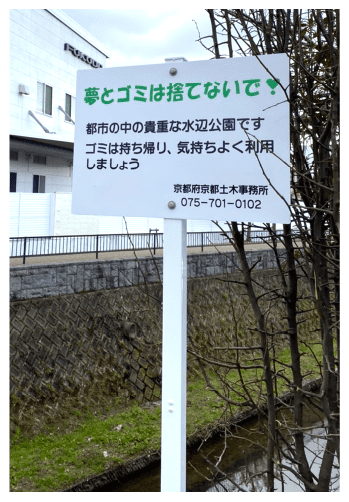 夢とゴミは捨てないで❣
都市の中の貴重な水辺公園です
ゴミは持ち帰り、気持ちよく利用
しましょう
京都府京都土木事務所
075-701-0102